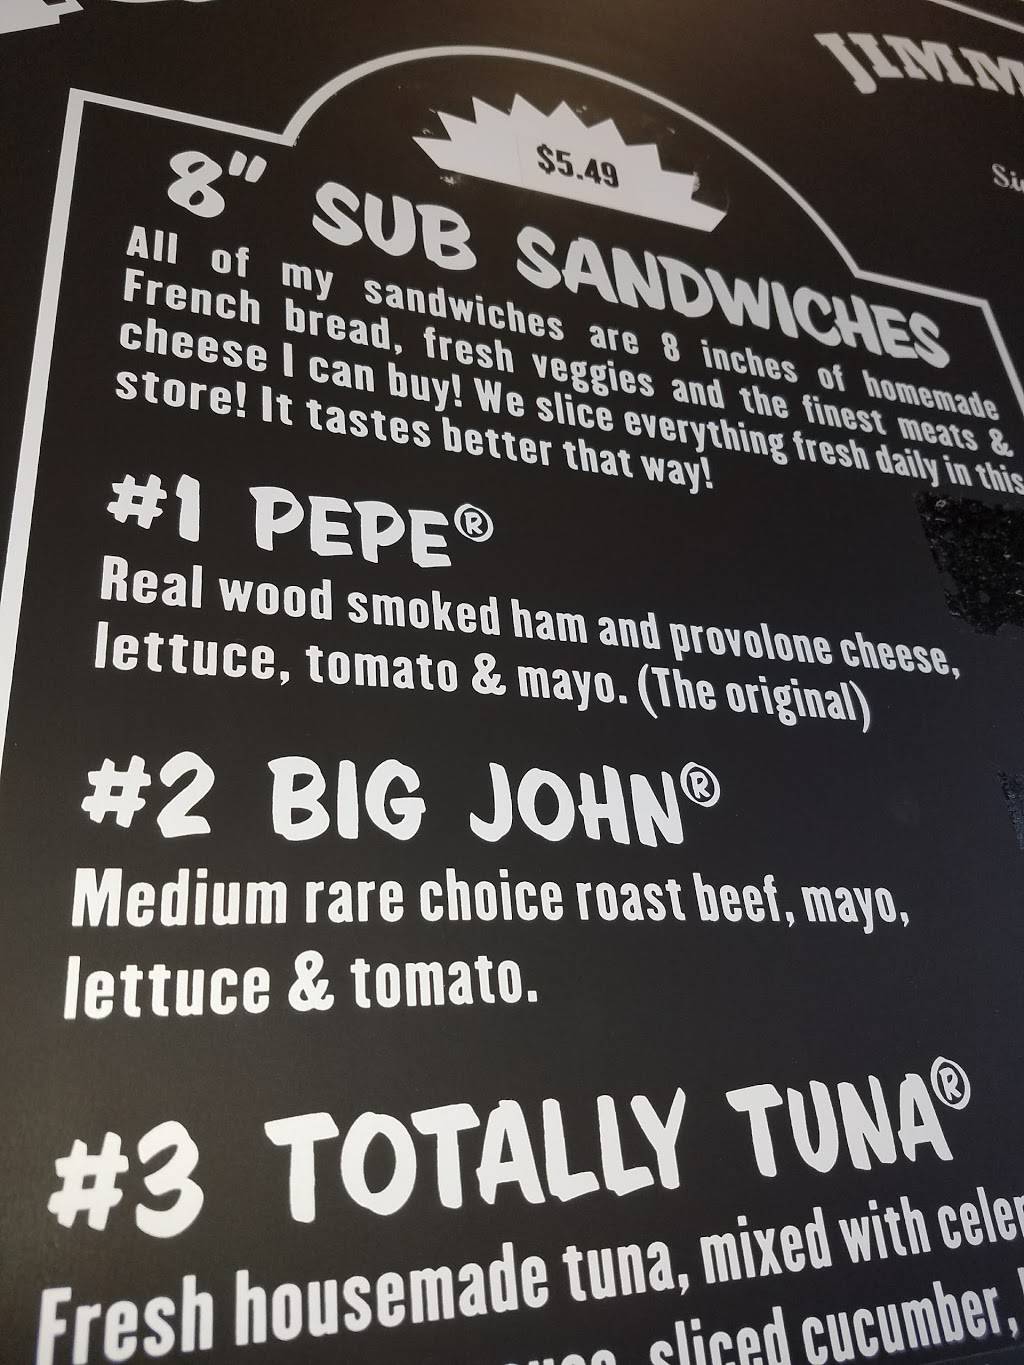 JIMM
$5.49
8" SUB SANDWICHES
All of my sandwiches are 8 inches of homemade
French bread, fresh veggies and the finest meats &
cheese I can buy! We slice everything fresh daily in this
store! It tastes better that way!
#1 PEPE®
Real wood smoked ham and provolone cheese,
lettuce, tomato & mayo. (The original)
#2 BIG JOHN®
Medium rare choice roast beef, mayo,
lettuce & tomato.
#3 TOTALLY TUNA®
Fresh housemade tuna, mixed with
sliced cucumber,